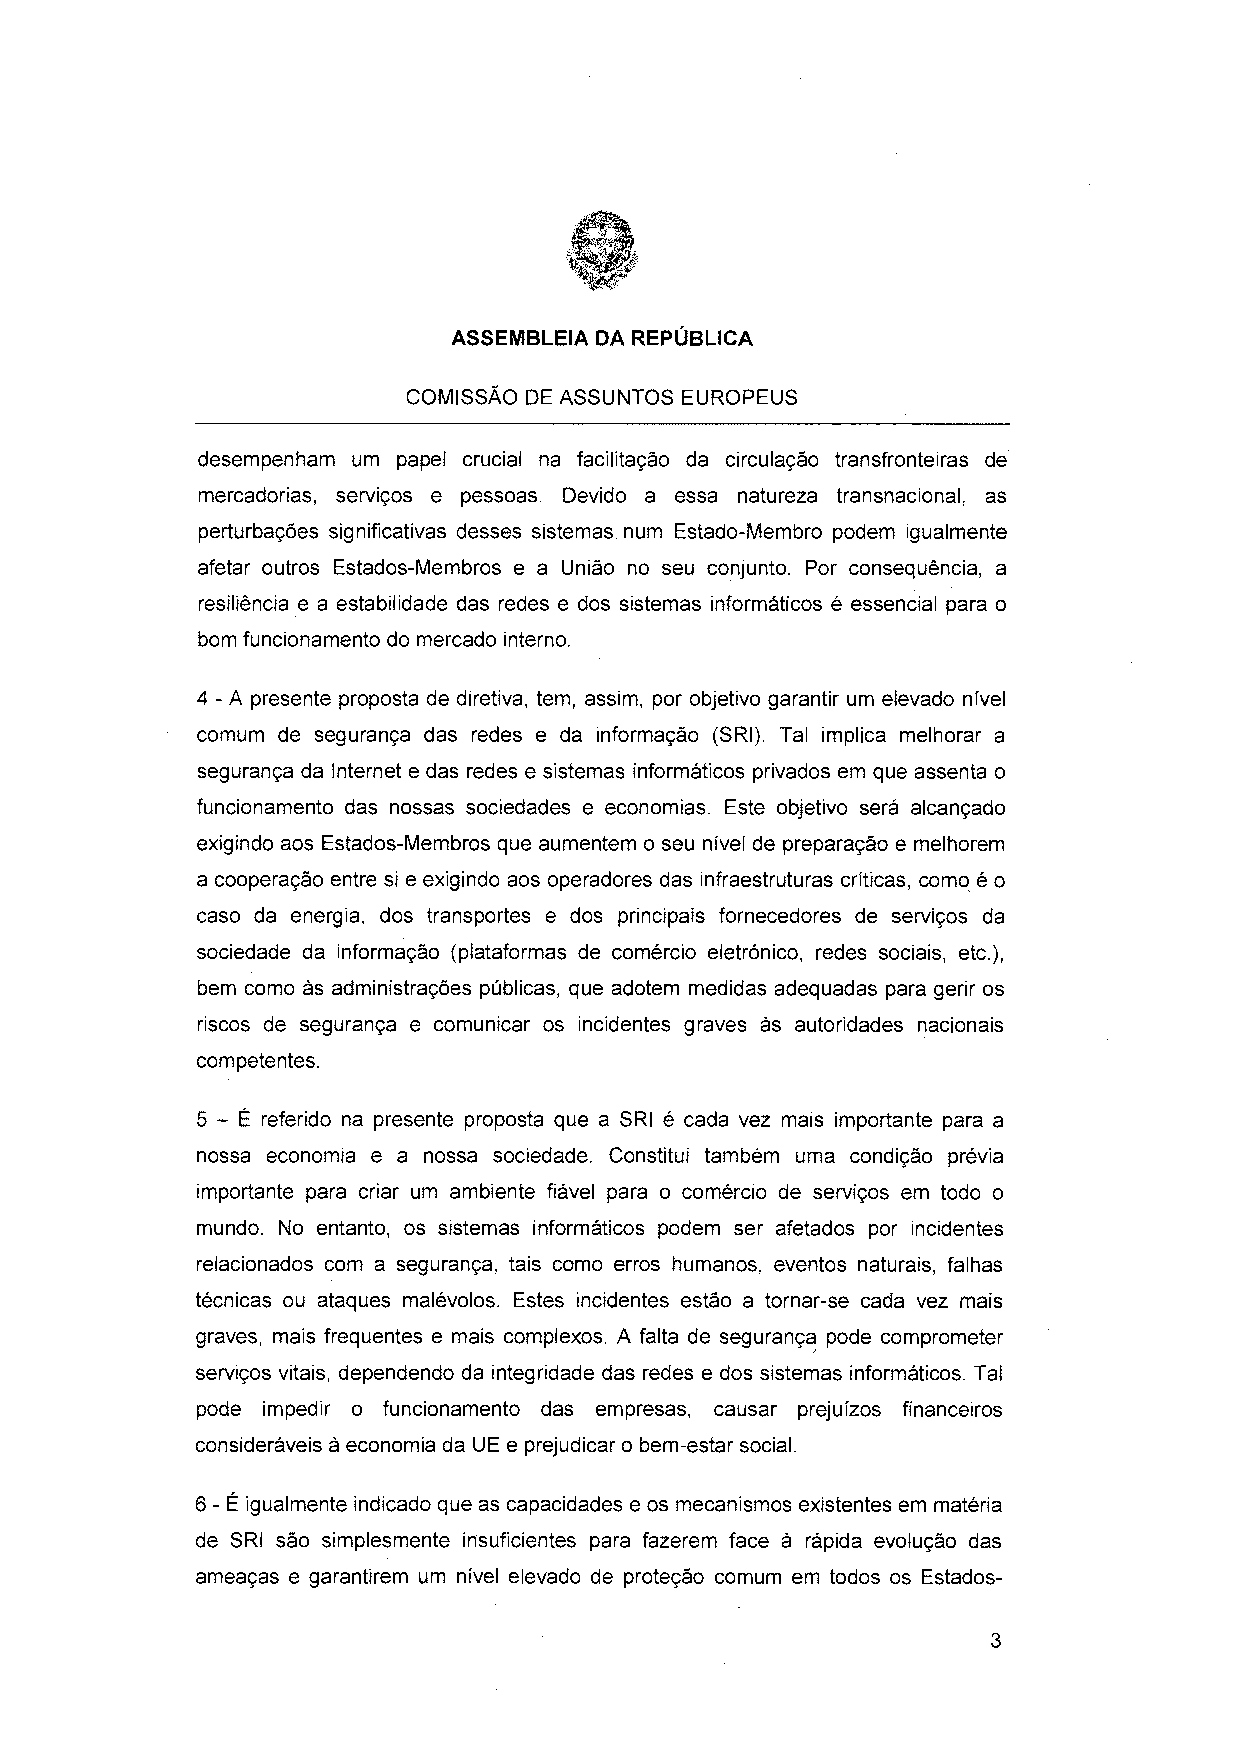 ASSEMBLEIA DA REPÚBLICA
COMISSÃO DE ASSUNTOS EUROPEUS
desempenham um papel crucial na facilitação da circulação transfronteiras de
mercadorias, serviços e pessoas. Devido a essa natureza transnacional, as
perturbações significativas desses sistemas num Estado-Membro podem igualmente
afetar outros Estados-Membros e a União no seu conjunto. Por consequência, a
resiliência e a estabilidade das redes e dos sistemas informáticos é essencial para o
bom funcionamento do mercado interno.
4 - A presente proposta de diretiva, tem, assim, por objetivo garantir um elevado nível
comum de segurança das redes e da informação (SRI). Tal implica melhorar a
segurança da Internet e das redes e sistemas informáticos privados em que assenta o
funcionamento das nossas sociedades e economias. Este objetivo será alcançado
exigindo aos Estados-Membros que aumentem o seu nível de preparação e melhorem
a cooperação entre si e exigindo aos operadores das infraestruturas críticas, como é o
caso da energia, dos transportes e dos principais fornecedores de serviços da
sociedade da informação (plataformas de comércio eletrónico, redes sociais, etc.),
bem como às administrações públicas, que adotem medidas adequadas para gerir os
riscos de segurança e comunicar os incidentes graves às autoridades nacionais
competentes.
5 – É referido na presente proposta que a SRI é cada vez mais importante para a
nossa economia e a nossa sociedade. Constitui também uma condição prévia
importante para criar um ambiente fiável para o comércio de serviços em todo o
mundo. No entanto, os sistemas informáticos podem ser afetados por incidentes
relacionados com a segurança, tais como erros humanos, eventos naturais, falhas
técnicas ou ataques malévolos. Estes incidentes estão a tornar-se cada vez mais
graves, mais frequentes e mais complexos. A falta de segurança pode comprometer
serviços vitais, dependendo da integridade das redes e dos sistemas informáticos. Tal
pode impedir o funcionamento das empresas, causar prejuízos financeiros
consideráveis à economia da UE e prejudicar o bem-estar social.
6 - É igualmente indicado que as capacidades e os mecanismos existentes em matéria
de SRI são simplesmente insuficientes para fazerem face à rápida evolução das
ameaças e garantirem um nível elevado de proteção comum em todos os Estados-
3